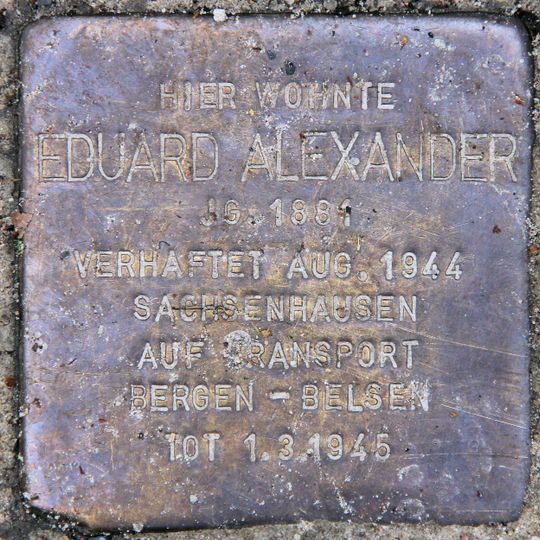 HIER WOHNTE
EDUARD ALEXANDER
JG. 1881
VERHAFTET AUG. 1944
SACHSENHAUSEN
AUF TRANSPORT
BERGEN - BELSEN
TOT 1.3.1945